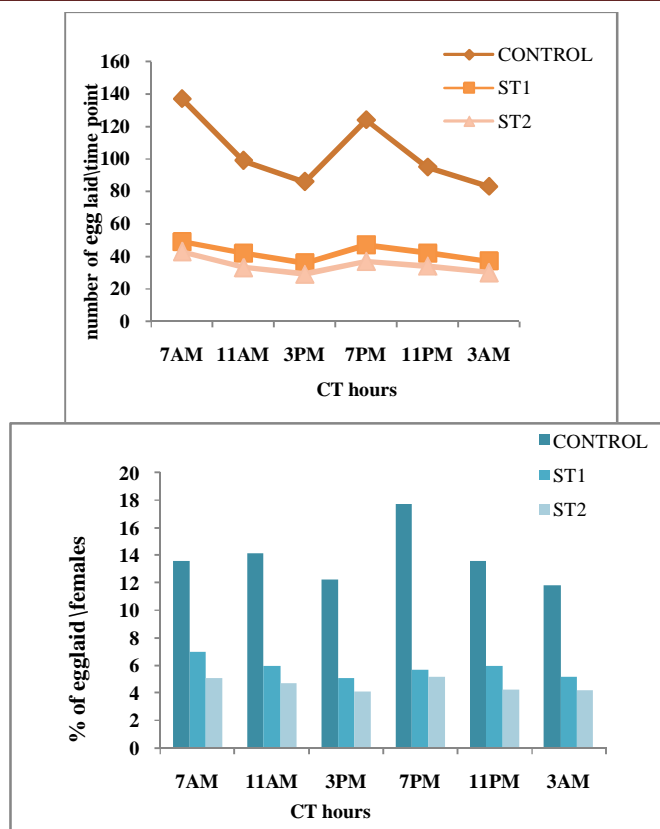 CONTROL
ST1
ST2
number of egg laid\time point
160
140
120
100
80
60
40
20
0
7AM 11AM 3PM 7PM 11PM 3AM
CT hours
CONTROL
ST1
ST2
% of egglaid\females
20
18
16
14
12
10
8
6
4
2
0
7AM 11AM 3PM 7PM 11PM 3AM
CT hours